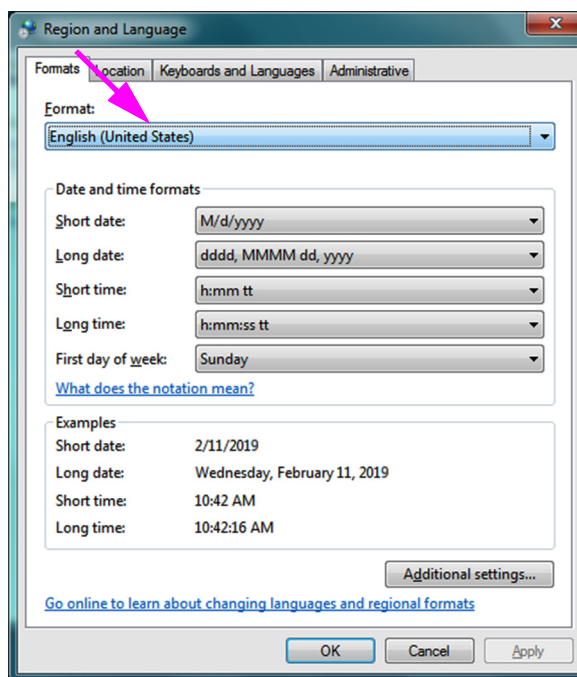 Region and Language
Formats Location Keyboards and Languages Administrative
Format:
English (United States)
Date and time formats
Short date: M/d/yyyy
Long date: dddd, MMMM dd, yyyy
Short time: h:mm tt
Long time: h:mm:ss tt
First day of week: Sunday
What does the notation mean?
Examples
Short date: 2/11/2019
Long date: Wednesday, February 11, 2019
Short time: 10:42 AM
Long time: 10:42:16 AM
Additional settings...
Go online to learn about changing languages and regional formats
OK Cancel Apply